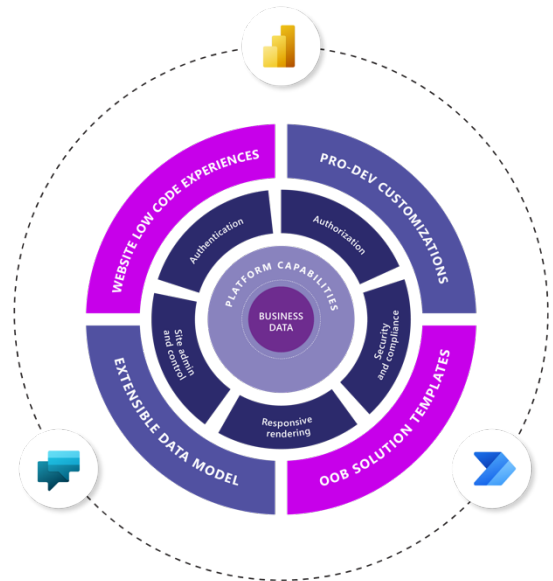 WEBSITE LOW CODE EXPERIENCES
PRO-DEV CUSTOMIZATIONS
Authentication
Authorization
PLATFORM CAPABILITIES
BUSINESS
DATA
Site admin
and control
Security
and compliance
Responsive
rendering
EXTENSIBLE DATA MODEL
OOB SOLUTION TEMPLATES